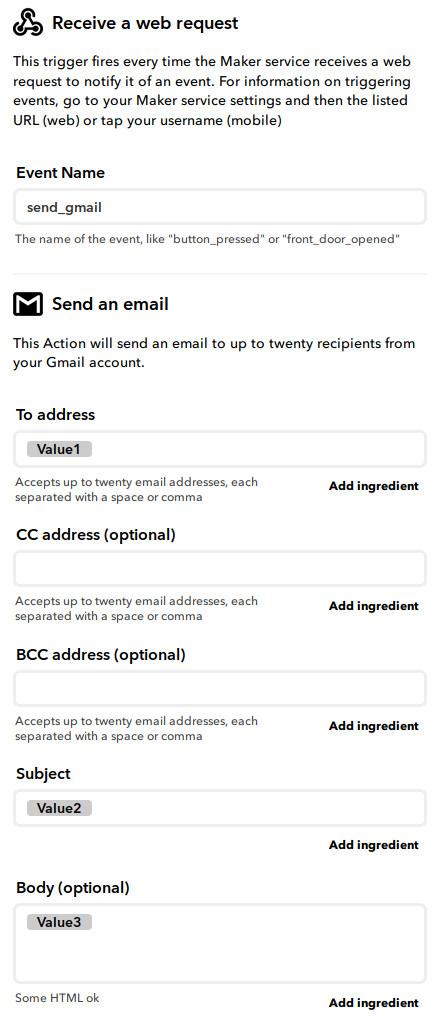 Receive a web request
This trigger fires every time the Maker service receives a web
request to notify it of an event. For information on triggering
events, go to your Maker service settings and then the listed
URL (web) or tap your username (mobile)
Event Name
send_gmail
The name of the event, like "button_pressed" or "front_door_opened"
Send an email
This Action will send an email to up to twenty recipients from
your Gmail account.
To address
Value1
Accepts up to twenty email addresses, each
separated with a space or comma
Add ingredient
CC address (optional)
Accepts up to twenty email addresses, each
separated with a space or comma
Add ingredient
BCC address (optional)
Accepts up to twenty email addresses, each
separated with a space or comma
Add ingredient
Subject
Value2
Add ingredient
Body (optional)
Value3
Some HTML ok
Add ingredient